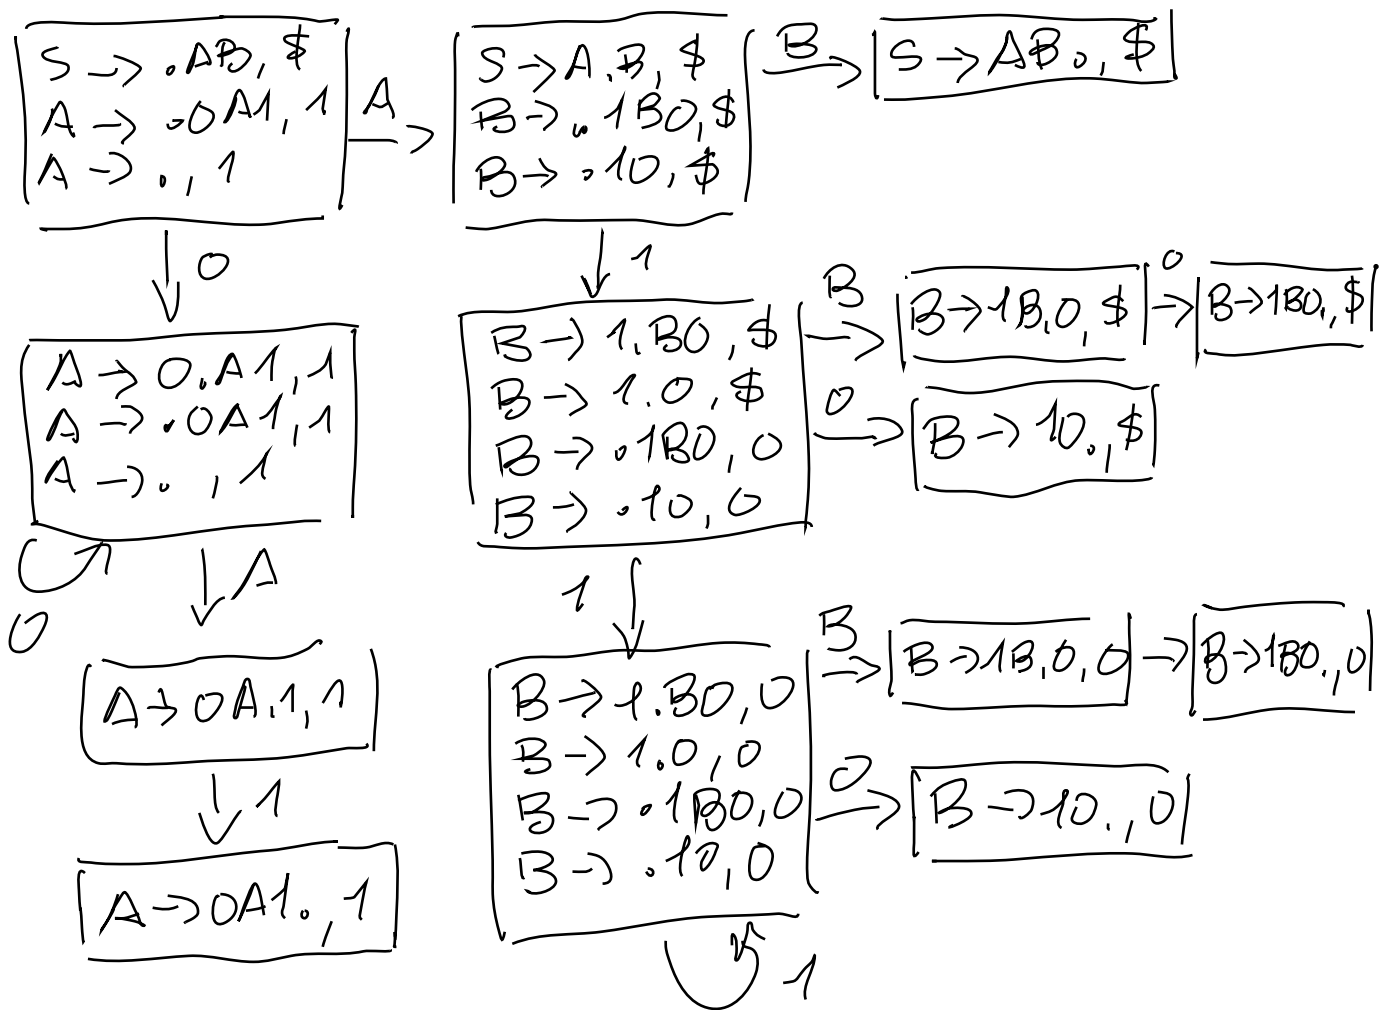 S → .AB, $
A → .0A1, 1
A → ., 1
A
S → A.B, $
B → .1B0, $
B → .10, $
B
S → AB., $
0
1
A → 0.A1, 1
A → .0A1, 1
A → ., 1
0
A
B → 1.B0, $
B → 1.0, $
B → .1B0, 0
B → .10, 0
B
B → 1B.0, $
0
B → 1B0., $
0
B → 10., $
1
A → 0A.1, 1
1
A → 0A1., 1
B → 1.B0, 0
B → 1.0, 0
B → .1B0, 0
B → .10, 0
B
B → 1B.0, 0
B → 1B0., 0
0
B → 10., 0
1